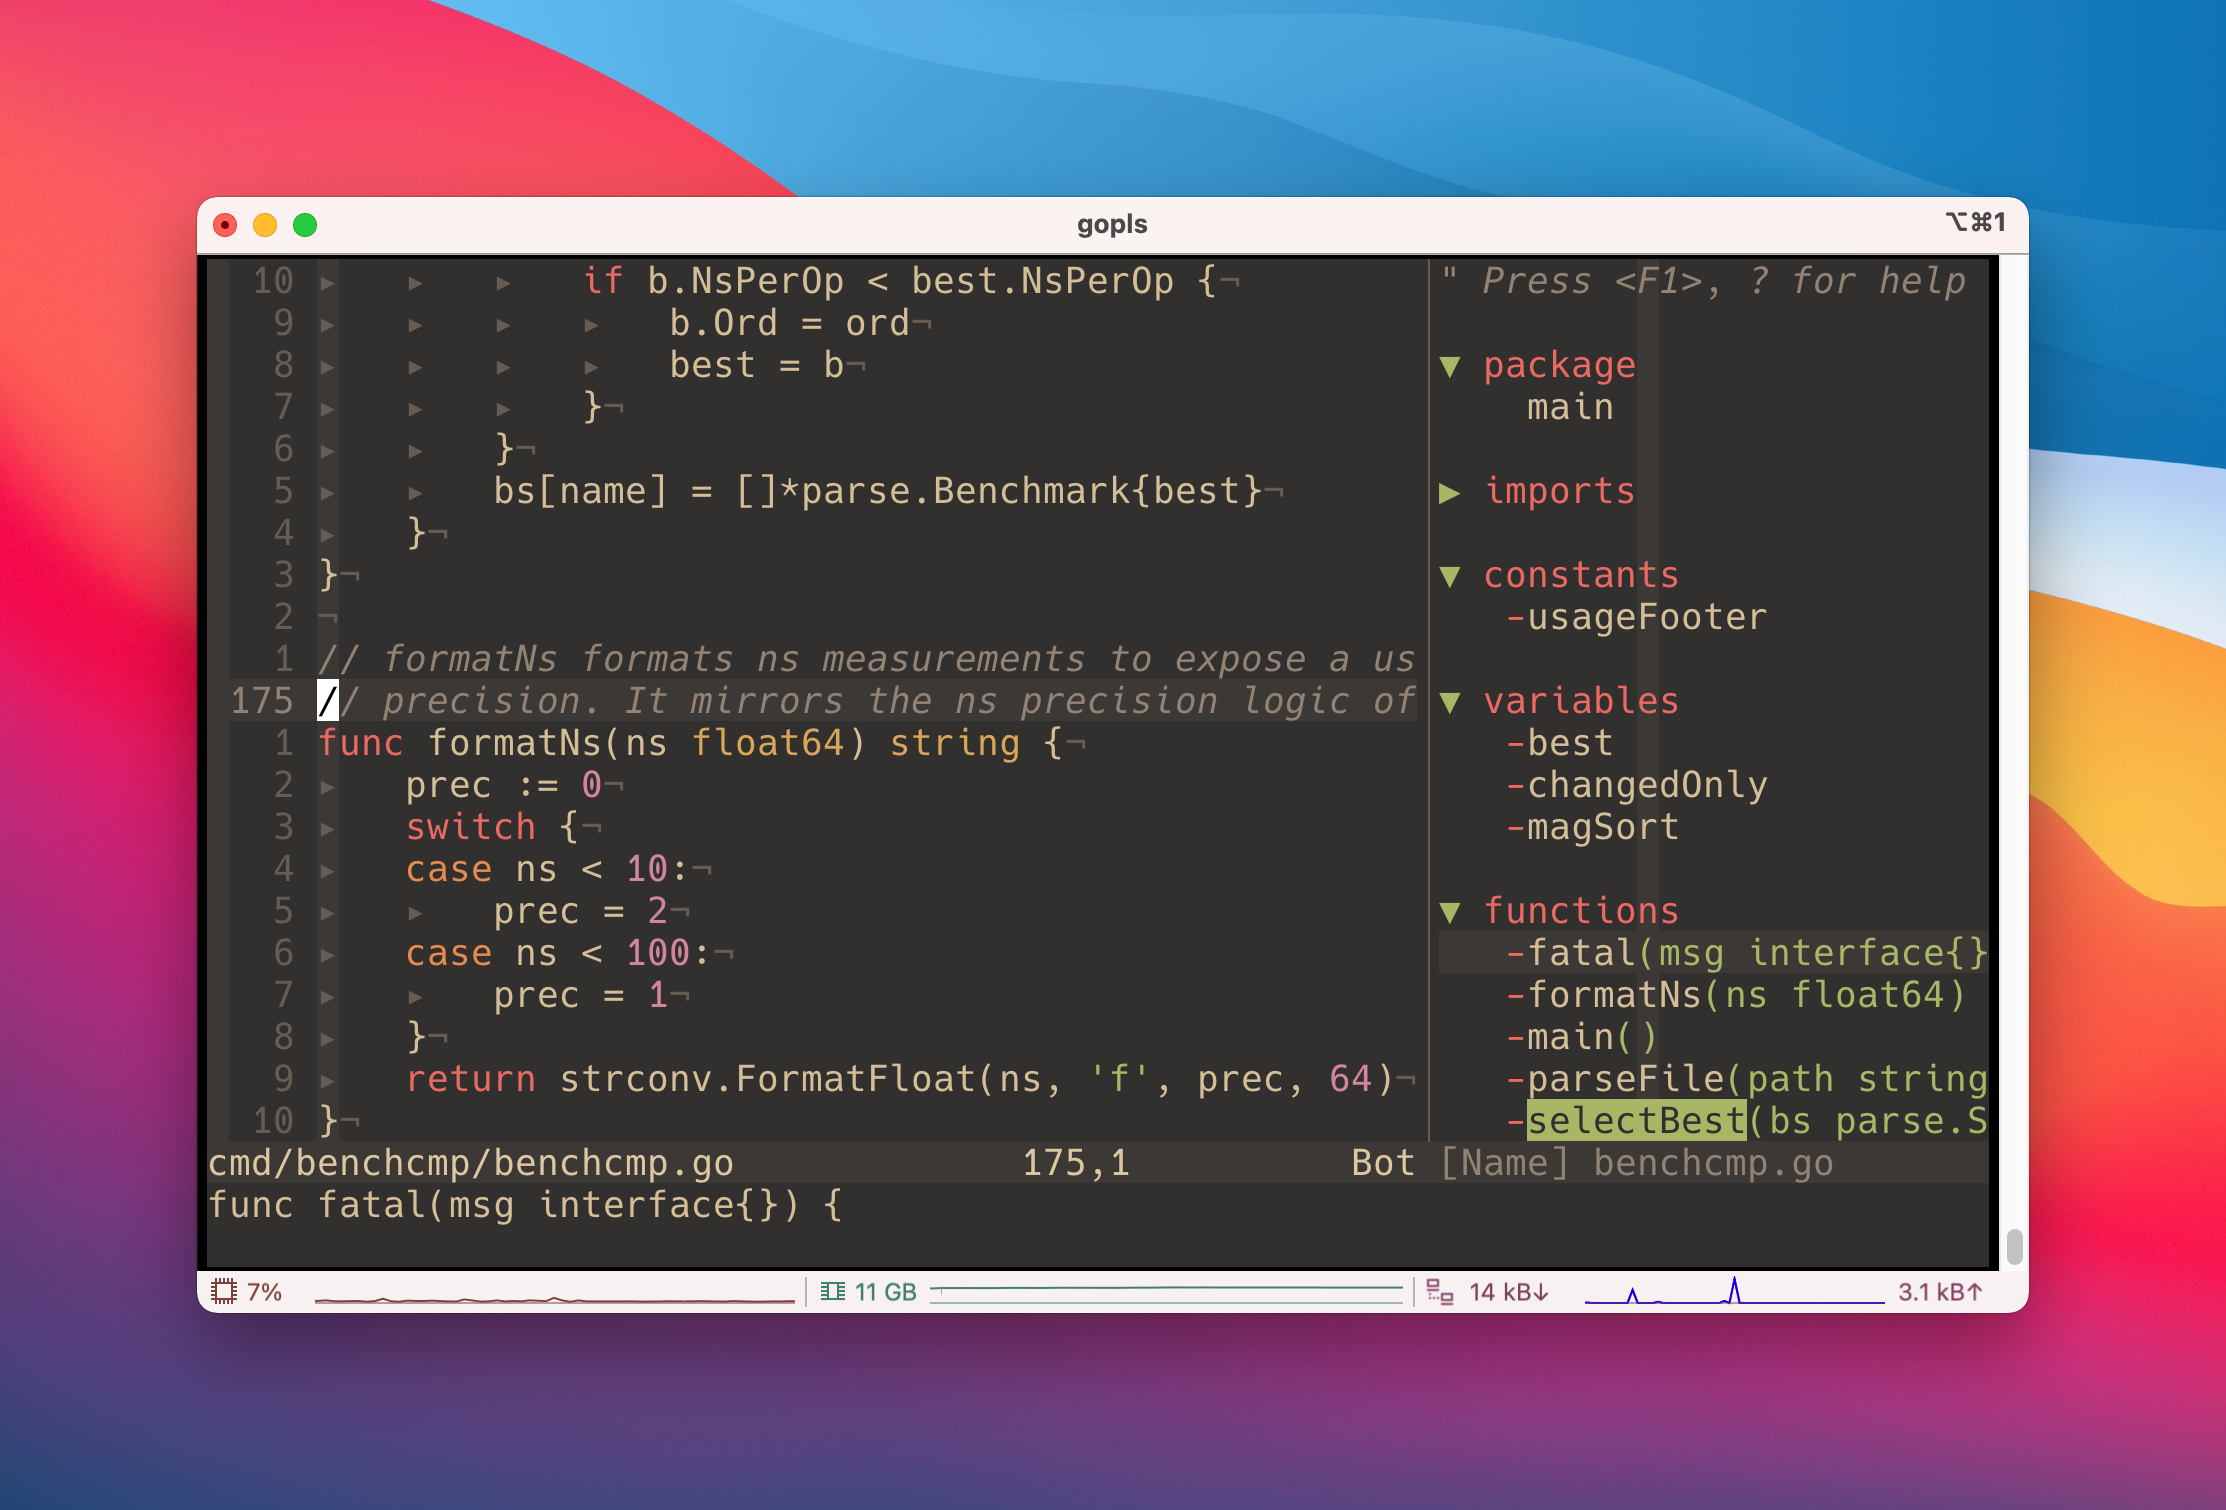 gopls
⌥⌘1
10 ▸ ▸ ▸ if b.NsPerOp < best.NsPerOp {¬
9 ▸ ▸ ▸ ▸ b.Ord = ord¬
8 ▸ ▸ ▸ ▸ best = b¬
7 ▸ ▸ ▸ }¬
6 ▸ ▸ }¬
5 ▸ ▸ bs[name] = []*parse.Benchmark{best}¬
4 ▸ }¬
3 }¬
2 ¬
1 // formatNs formats ns measurements to expose a us
175 // precision. It mirrors the ns precision logic of
1 func formatNs(ns float64) string {¬
2 ▸ prec := 0¬
3 ▸ switch {¬
4 ▸ case ns < 10:¬
5 ▸ ▸ prec = 2¬
6 ▸ case ns < 100:¬
7 ▸ ▸ prec = 1¬
8 ▸ }¬
9 ▸ return strconv.FormatFloat(ns, 'f', prec, 64)¬
10 }¬
cmd/benchcmp/benchcmp.go 175,1 Bot
" Press <F1>, ? for help
▼ package
main
▶ imports
▼ constants
-usageFooter
▼ variables
-best
-changedOnly
-magSort
▼ functions
-fatal(msg interface{}
-formatNs(ns float64)
-main()
-parseFile(path string
-selectBest(bs parse.S
[Name] benchcmp.go
func fatal(msg interface{}) {
7% 11 GB 14 kB↓ 3.1 kB↑